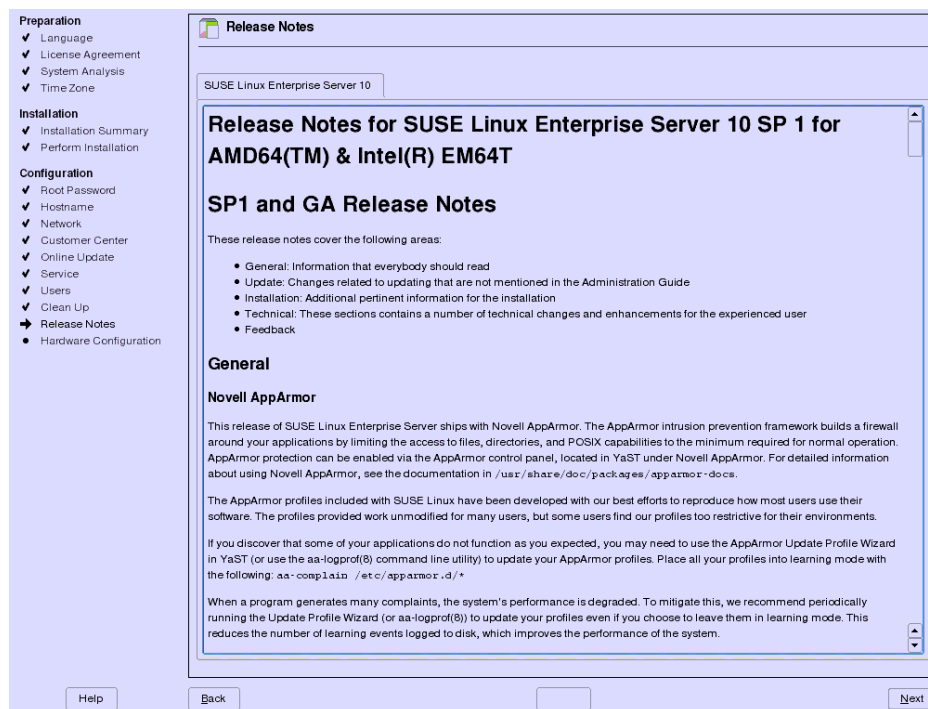 Preparation
Language
License Agreement
System Analysis
Time Zone
Installation
Installation Summary
Perform Installation
Configuration
Root Password
Hostname
Network
Customer Center
Online Update
Service
Users
Clean Up
Release Notes
Hardware Configuration
Release Notes
SUSE Linux Enterprise Server 10
Release Notes for SUSE Linux Enterprise Server 10 SP 1 for
AMD64(TM) & Intel(R) EM64T
SP1 and GA Release Notes
These release notes cover the following areas:
General: Information that everybody should read
Update: Changes related to updating that are not mentioned in the Administration Guide
Installation: Additional pertinent information for the installation
Technical: These sections contains a number of technical changes and enhancements for the experienced user
Feedback
General
Novell AppArmor
This release of SUSE Linux Enterprise Server ships with Novell AppArmor. The AppArmor intrusion prevention framework builds a firewall
around your applications by limiting the access to files, directories, and POSIX capabilities to the minimum required for normal operation.
AppArmor protection can be enabled via the AppArmor control panel, located in YaST under Novell AppArmor. For detailed information
about using Novell AppArmor, see the documentation in /usr/share/doc/packages/apparmor-docs.
The AppArmor profiles included with SUSE Linux have been developed with our best efforts to reproduce how most users use their
software. The profiles provided work unmodified for many users, but some users find our profiles too restrictive for their environments.
If you discover that some of your applications do not function as you expected, you may need to use the AppArmor Update Profile Wizard
in YaST (or use the aa-logprof(8) command line utility) to update your AppArmor profiles. Place all your profiles into learning mode with
the following: aa-complain /etc/apparmor.d/*
When a program generates many complaints, the system's performance is degraded. To mitigate this, we recommend periodically
running the Update Profile Wizard (or aa-logprof(8)) to update your profiles even if you choose to leave them in learning mode. This
reduces the number of learning events logged to disk, which improves the performance of the system.
Help
Back
Next